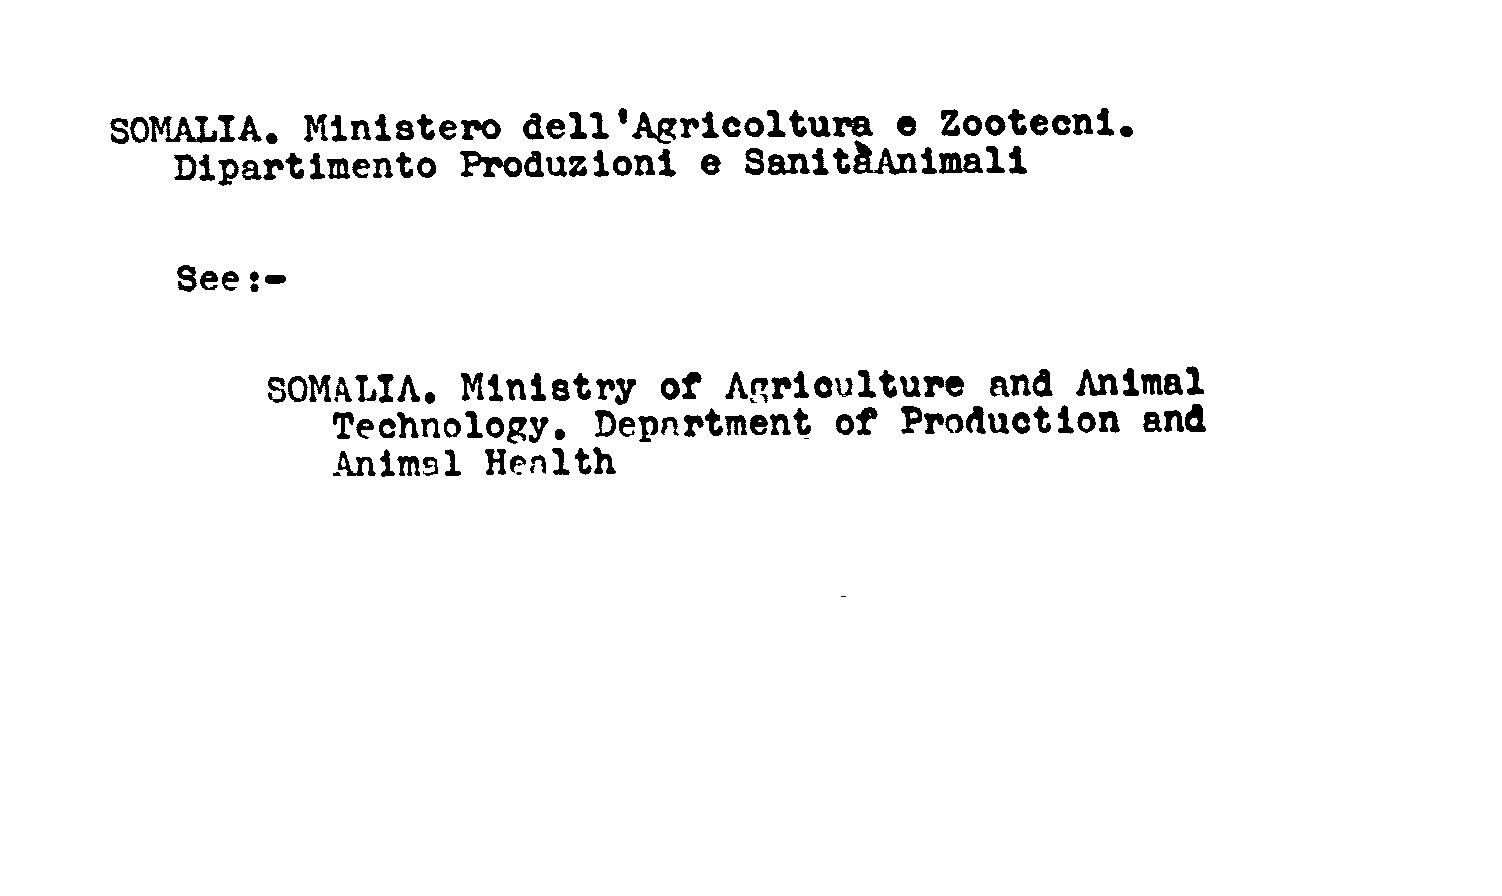 SOMALIA. Ministero dell'Agricoltura e Zootecni.
Dipartimento Produzioni e SanitàAnimali
See:-
SOMALIA. Ministry of Agriculture and Animal
Technology. Department of Production and
Animal Health